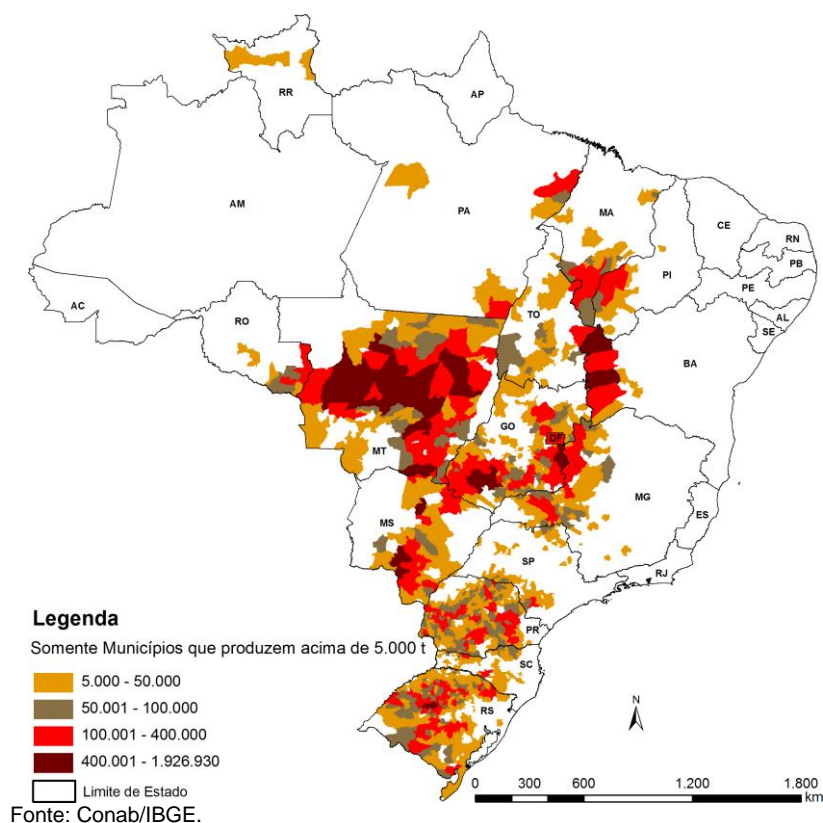 RR
AP
AM
PA
MA
CE
RN
PB
PI
PE
AC
AL
SE
TO
RO
BA
GO
DF
MT
MG
ES
MS
SP
RJ
PR
SC
RS
Legenda
Somente Municípios que produzem acima de 5.000 t
5.000 - 50.000
50.001 - 100.000
100.001 - 400.000
400.001 - 1.926.930
Limite de Estado
N
0 300 600 1.200 1.800
km
Fonte: Conab/IBGE.